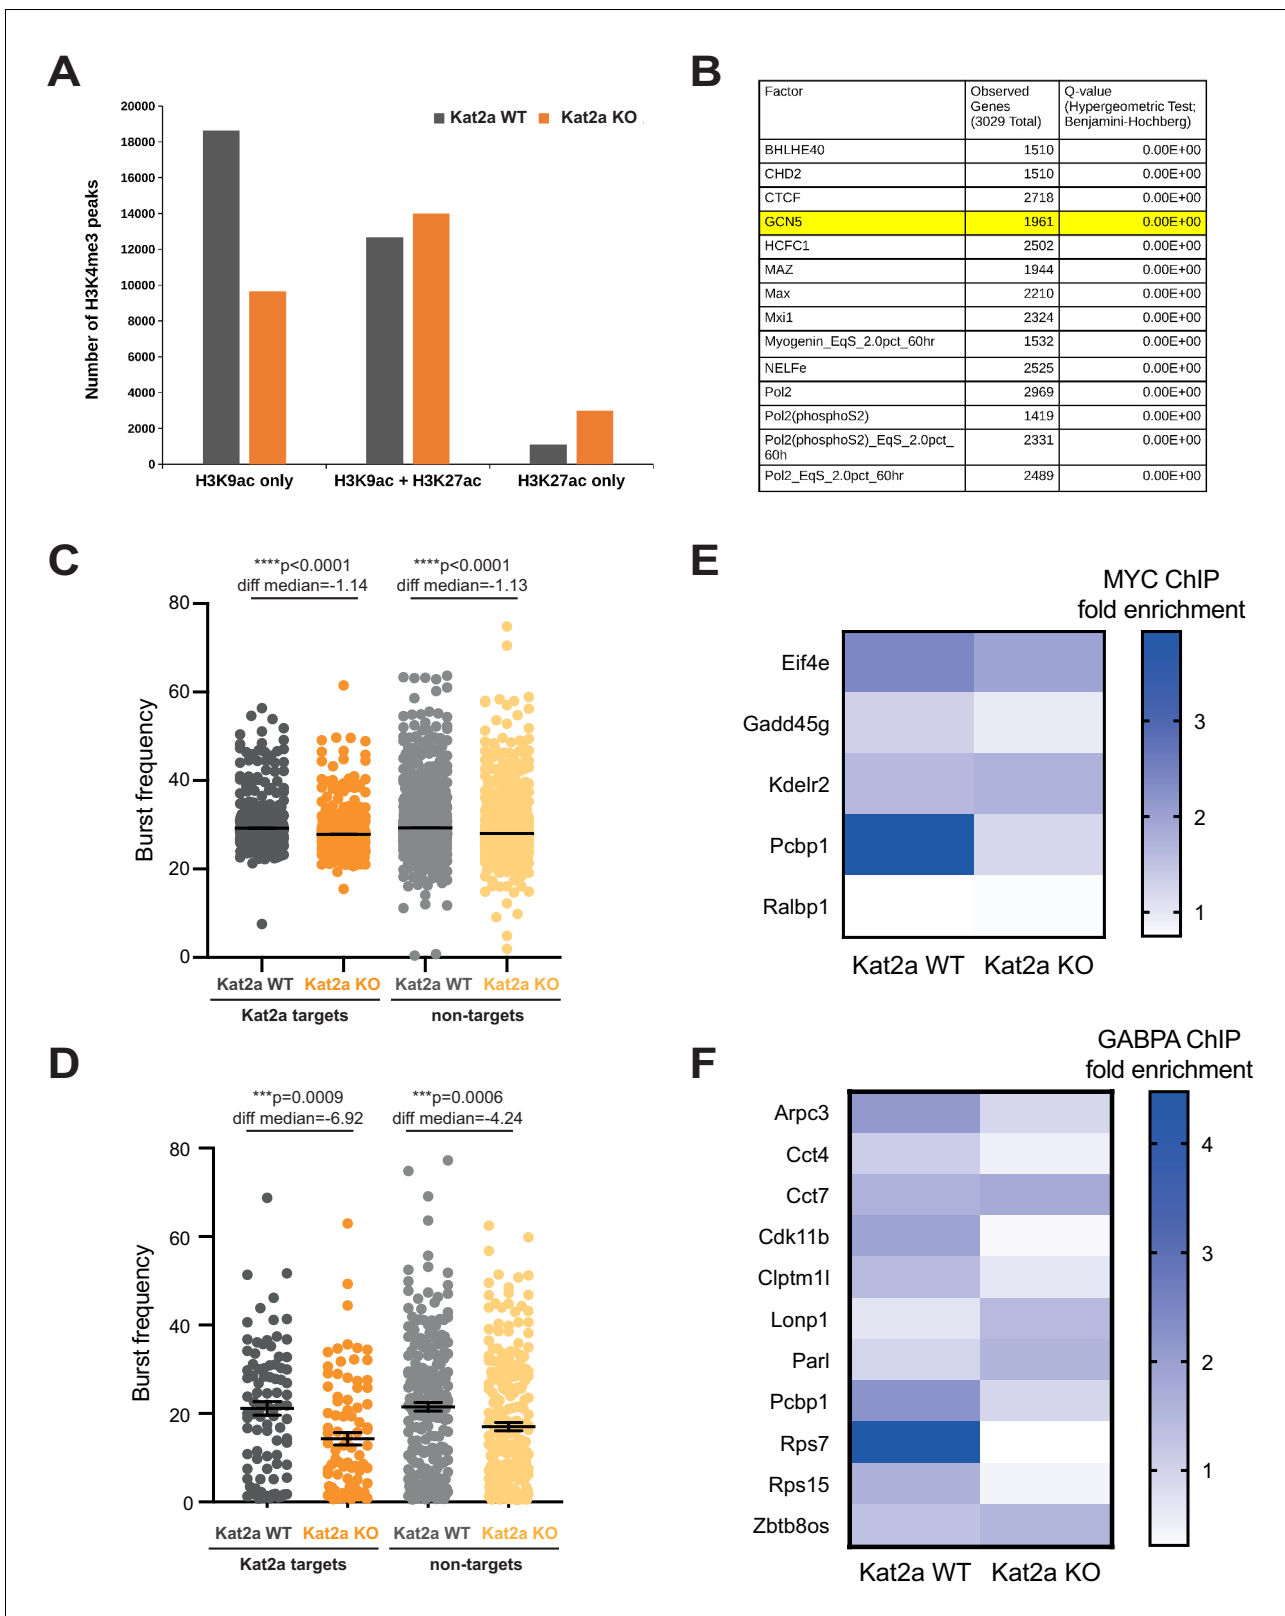 A
20000
18000
16000
14000
12000
10000
8000
6000
4000
2000
0
Number of H3K4me3 peaks
Kat2a WT Kat2a KO
H3K9ac only H3K9ac + H3K27ac H3K27ac only
B
Factor Observed Genes (3029 Total) Q-value (Hypergeometric Test; Benjamini-Hochberg)
BHLHE40 1510 0.00E+00
CHD2 1510 0.00E+00
CTCF 2718 0.00E+00
GCN5 1961 0.00E+00
HCFC1 2502 0.00E+00
MAZ 1944 0.00E+00
Max 2210 0.00E+00
Mxi1 2324 0.00E+00
Myogenin_EqS_2.0pct_60hr 1532 0.00E+00
NELFe 2525 0.00E+00
Pol2 2969 0.00E+00
Pol2(phosphoS2) 1419 0.00E+00
Pol2(phosphoS2)_EqS_2.0pct_ 2331 0.00E+00
60h
Pol2_EqS_2.0pct_60hr 2489 0.00E+00
C
****p<0.0001 ****p<0.0001
diff median=-1.14 diff median=-1.13
80
60
40
20
0
Burst frequency
Kat2a WT Kat2a KO Kat2a WT Kat2a KO
Kat2a targets non-targets
D
***p=0.0009 ***p=0.0006
diff median=-6.92 diff median=-4.24
80
60
40
20
0
Burst frequency
Kat2a WT Kat2a KO Kat2a WT Kat2a KO
Kat2a targets non-targets
E
MYC ChIP
fold enrichment
Eif4e
Gadd45g
Kdelr2
Pcbp1
Ralbp1
3
2
1
Kat2a WT Kat2a KO
F
GABPA ChIP
fold enrichment
Arpc3
Cct4
Cct7
Cdk11b
Clptm1l
Lonp1
Parl
Pcbp1
Rps7
Rps15
Zbtb8os
4
3
2
1
Kat2a WT Kat2a KO